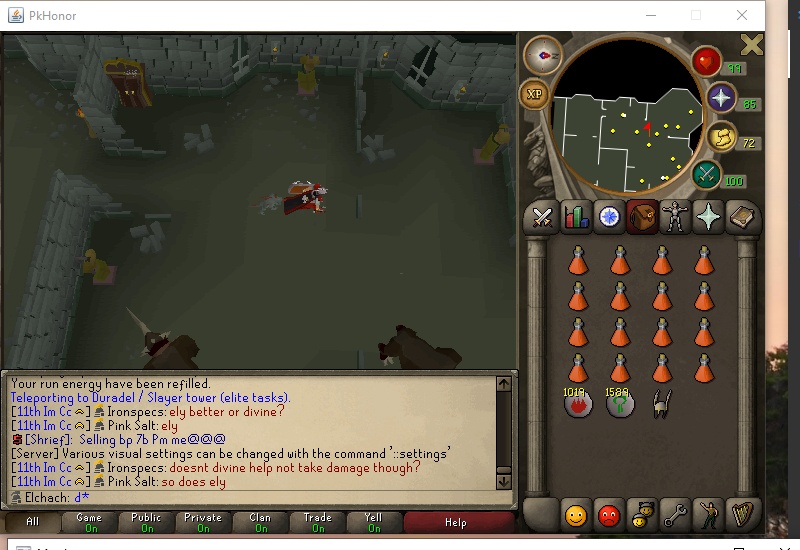 PkHonor
N
XP
99
85
72
100
1019
1589
Your run energy have been refilled.
Teleporting to Duradel / Slayer tower (elite tasks).
[11th Im Cc] Ironspecs: ely better or divine?
[11th Im Cc] Pink Salt: ely
[Shrief]: Selling bp 7b Pm me@@@
[Server] Various visual settings can be changed with the command '::settings'
[11th Im Cc] Ironspecs: doesnt divine help not take damage though?
[11th Im Cc] Pink Salt: so does ely
Elchach: d*
All
Game
On
Public
On
Private
On
Clan
On
Trade
On
Yell
On
Help